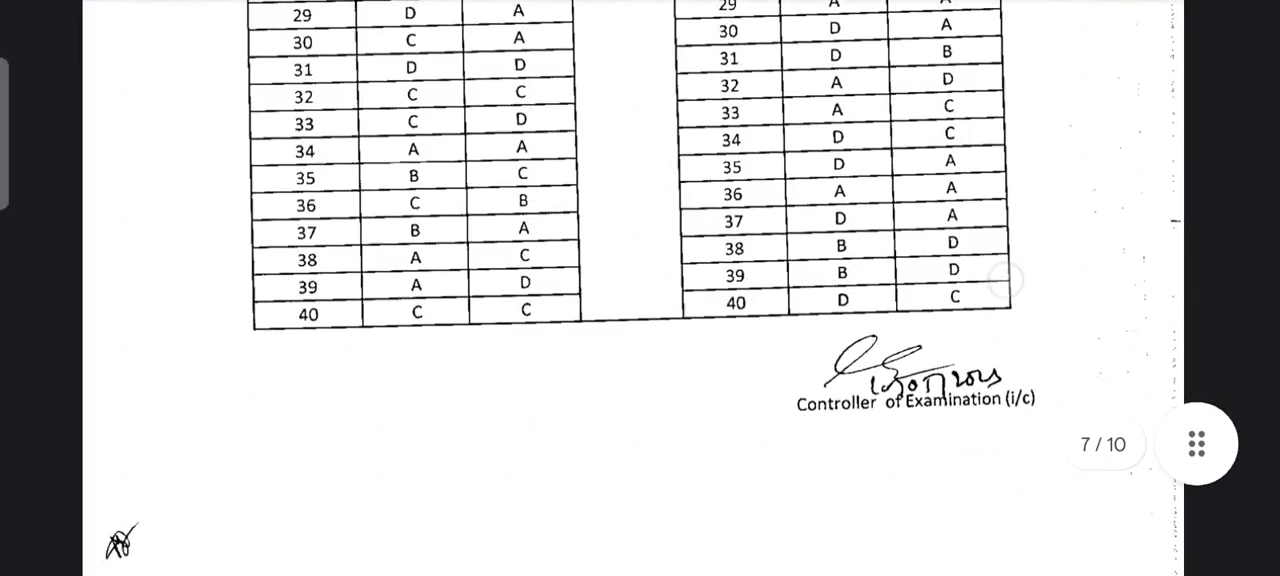 29 D A
30 C A
31 D D
32 C C
33 C D
34 A A
35 B C
36 C B
37 B A
38 A C
39 A D
40 C C
29 A A
30 D A
31 D B
32 A D
33 A C
34 D C
35 D A
36 A A
37 D A
38 B D
39 B D
40 D C
Controller of Examination (i/c)
7 / 10